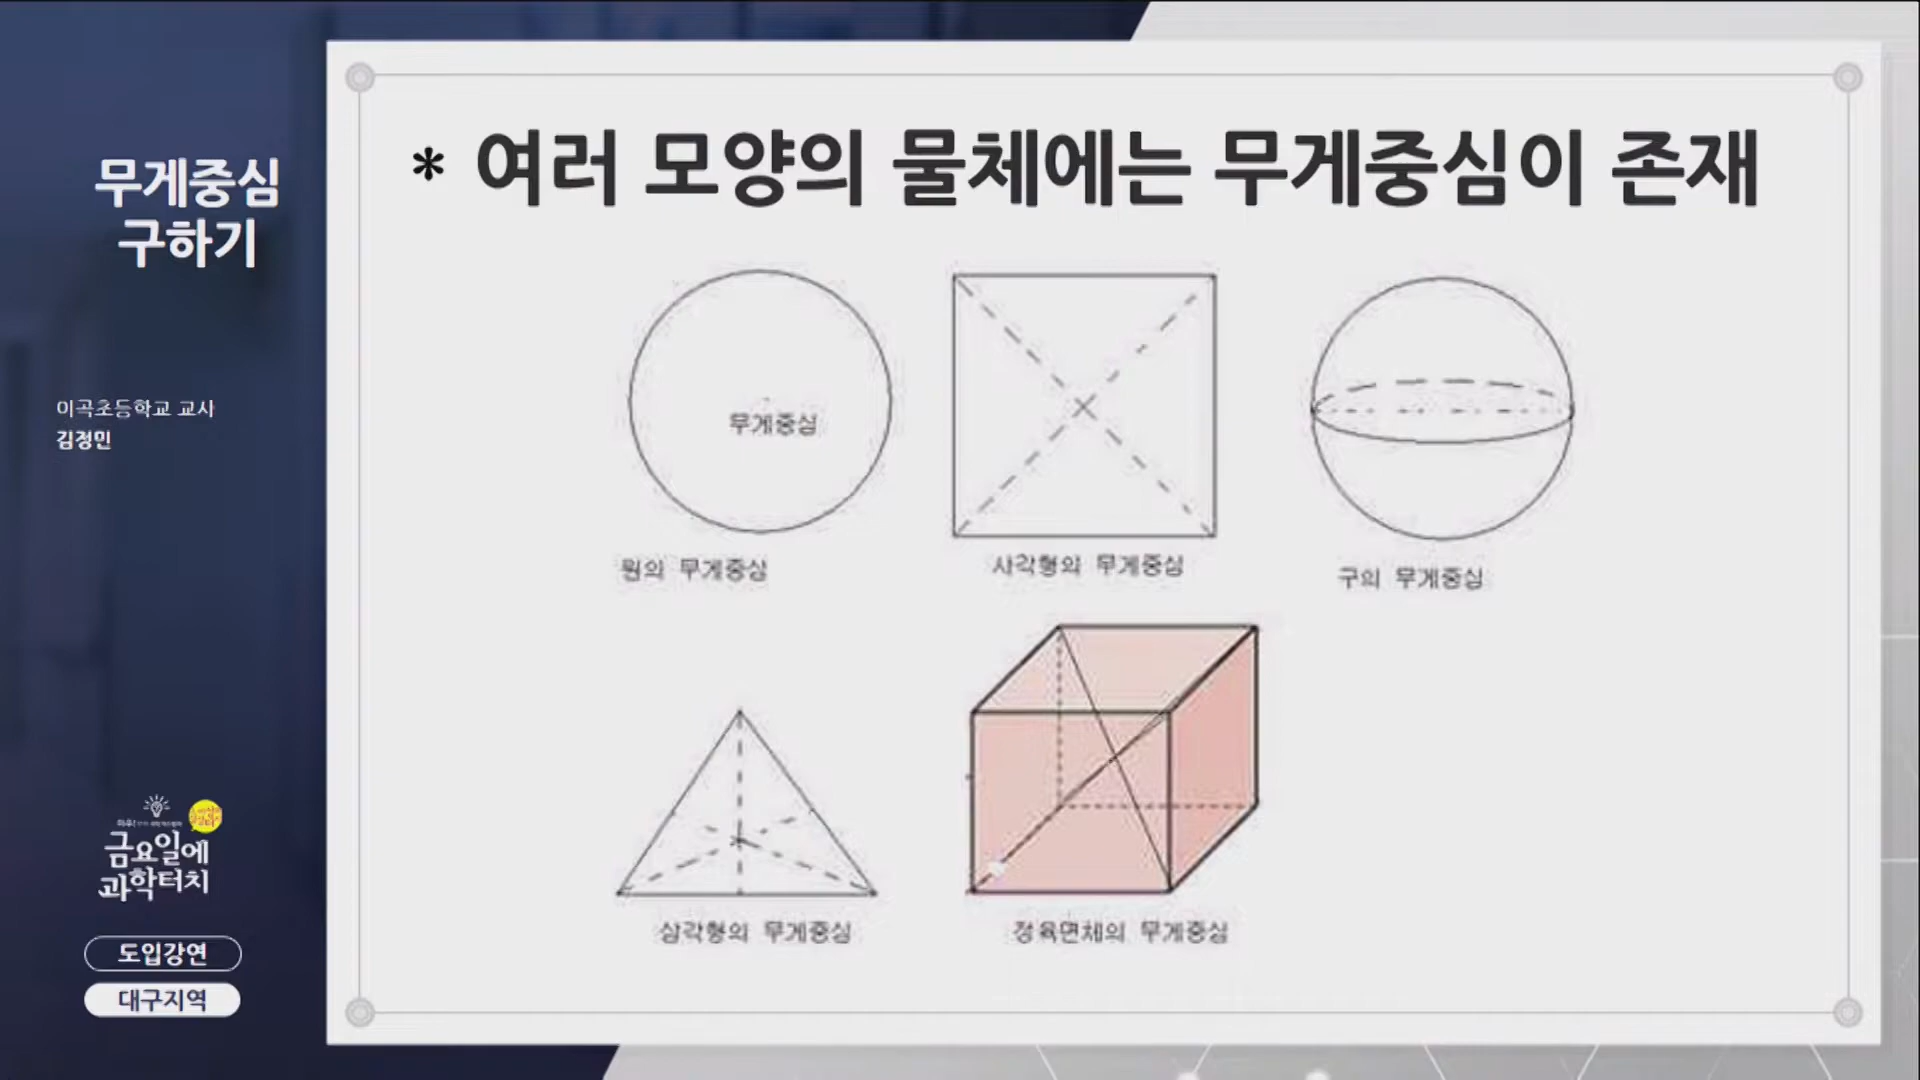 무게중심
구하기
이곡초등학교 교사
김정민
금요일에
과학터치
도입강연
대구지역
* 여러 모양의 물체에는 무게중심이 존재
무게중심
원의 무게중심
사각형의 무게중심
구의 무게중심
삼각형의 무게중심
정육면체의 무게중심